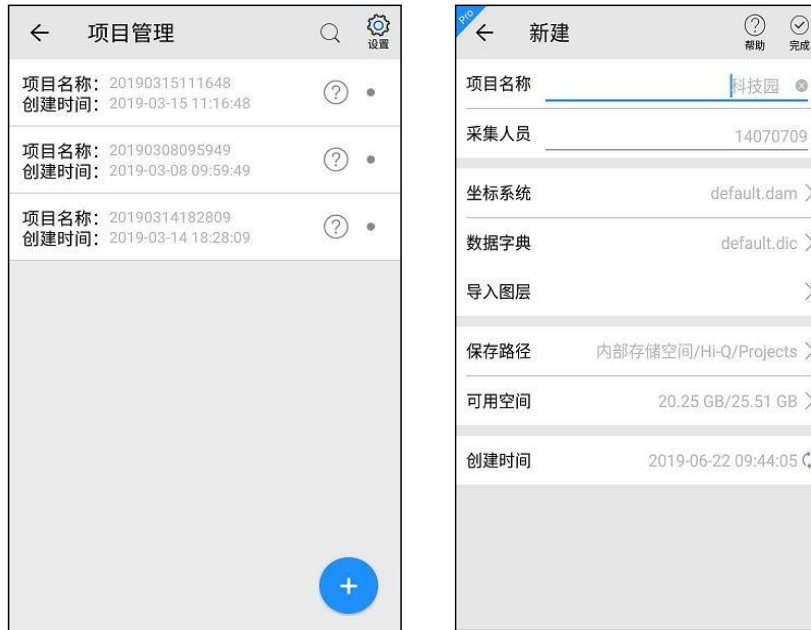 项目管理
设置
项目名称：20190315111648
创建时间：2019-03-15 11:16:48
项目名称：20190308095949
创建时间：2019-03-08 09:59:49
项目名称：20190314182809
创建时间：2019-03-14 18:28:09
Pro
新建
帮助
完成
项目名称 科技园
采集人员 14070709
坐标系统 default.dam
数据字典 default.dic
导入图层
保存路径 内部存储空间/Hi-Q/Projects
可用空间 20.25 GB/25.51 GB
创建时间 2019-06-22 09:44:05